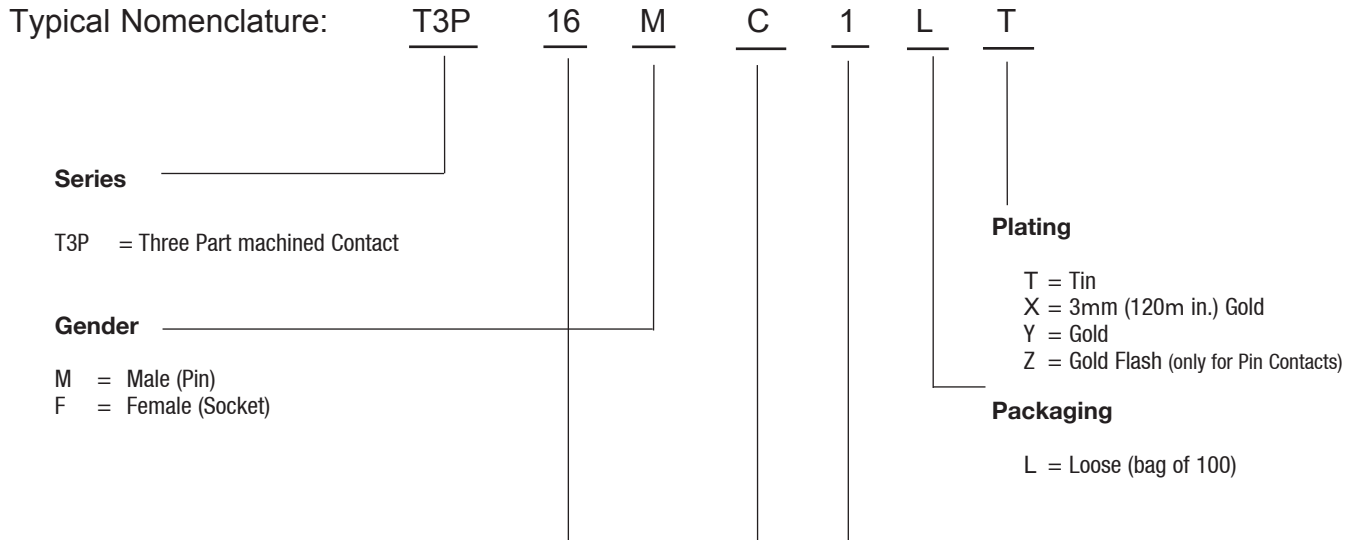 Typical Nomenclature: T3P 16 M C 1 L T
Series
T3P = Three Part machined Contact
Gender
M = Male (Pin)
F = Female (Socket)
Plating
T = Tin
X = 3mm (120m in.) Gold
Y = Gold
Z = Gold Flash (only for Pin Contacts)
Packaging
L = Loose (bag of 100)